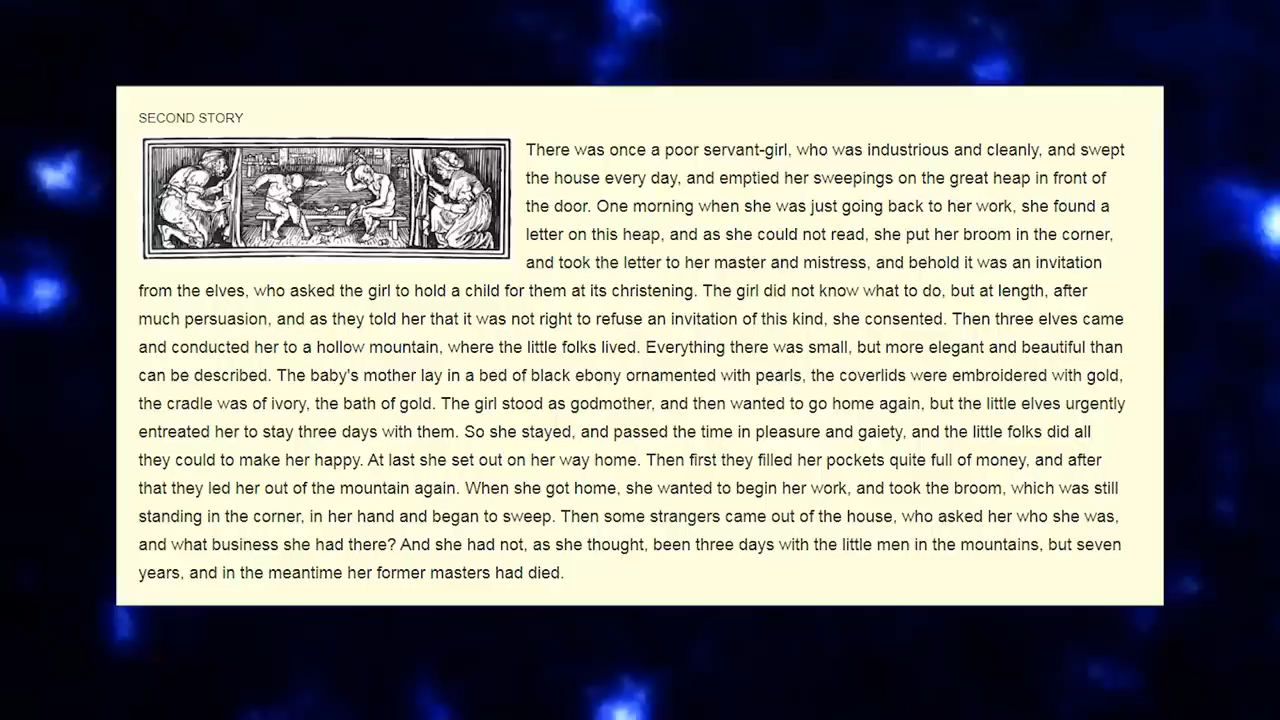 SECOND STORY
There was once a poor servant-girl, who was industrious and cleanly, and swept
the house every day, and emptied her sweepings on the great heap in front of
the door. One morning when she was just going back to her work, she found a
letter on this heap, and as she could not read, she put her broom in the corner,
and took the letter to her master and mistress, and behold it was an invitation
from the elves, who asked the girl to hold a child for them at its christening. The girl did not know what to do, but at length, after
much persuasion, and as they told her that it was not right to refuse an invitation of this kind, she consented. Then three elves came
and conducted her to a hollow mountain, where the little folks lived. Everything there was small, but more elegant and beautiful than
can be described. The baby's mother lay in a bed of black ebony ornamented with pearls, the coverlids were embroidered with gold,
the cradle was of ivory, the bath of gold. The girl stood as godmother, and then wanted to go home again, but the little elves urgently
entreated her to stay three days with them. So she stayed, and passed the time in pleasure and gaiety, and the little folks did all
they could to make her happy. At last she set out on her way home. Then first they filled her pockets quite full of money, and after
that they led her out of the mountain again. When she got home, she wanted to begin her work, and took the broom, which was still
standing in the corner, in her hand and began to sweep. Then some strangers came out of the house, who asked her who she was,
and what business she had there? And she had not, as she thought, been three days with the little men in the mountains, but seven
years, and in the meantime her former masters had died.